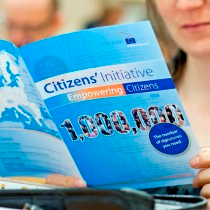 Citizens' Initiative
Empowering Citizens
1,000,000
The number
of signatures
you need